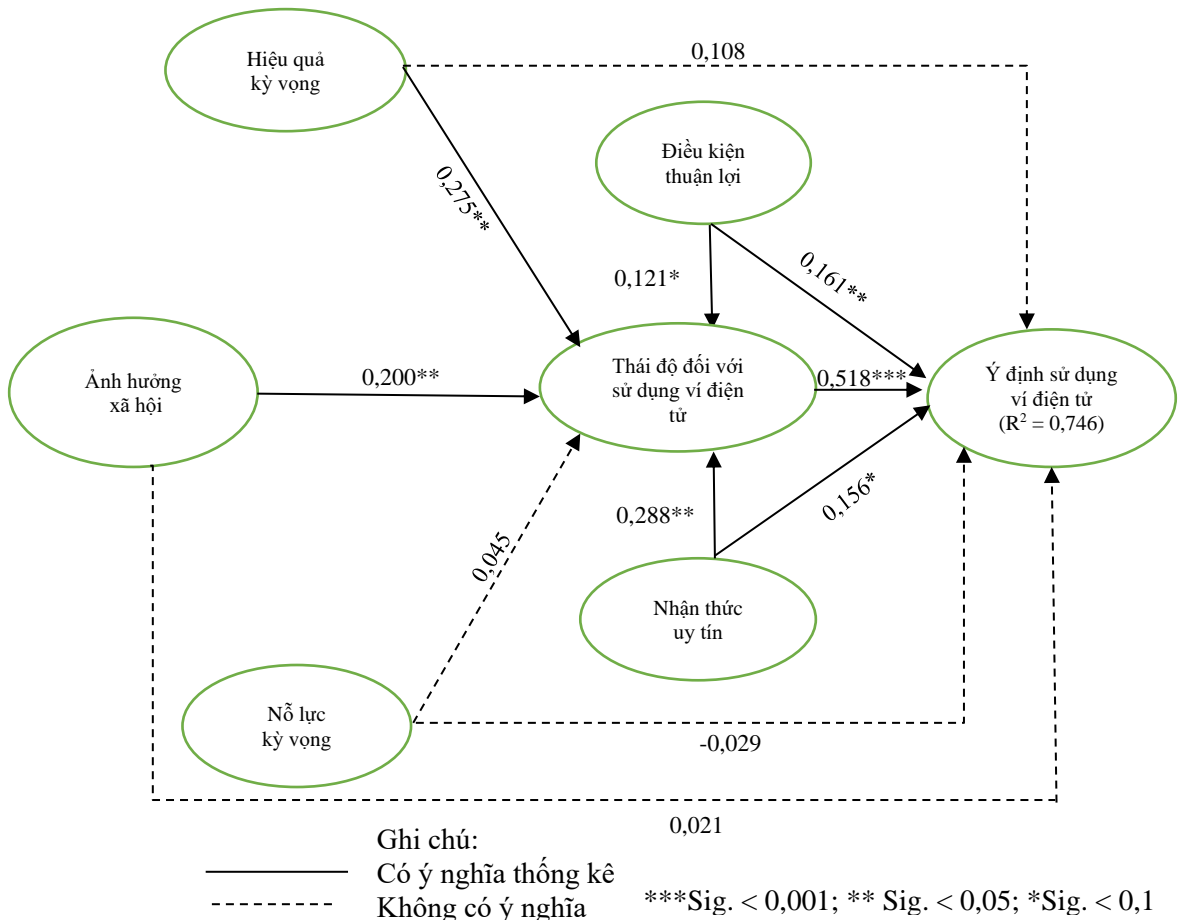 Hiệu quả
kỳ vọng
0,108
Điều kiện
thuận lợi
0,275**
0,121*
0,161**
Ảnh hưởng
xã hội
0,200**
Thái độ đối với
sử dụng ví điện
tử
0,518***
Ý định sử dụng
ví điện tử
(R² = 0,746)
0,045
0,288**
0,156*
Nhận thức
uy tín
Nỗ lực
kỳ vọng
-0,029
0,021
Ghi chú:
Có ý nghĩa thống kê
Không có ý nghĩa
***Sig. < 0,001; ** Sig. < 0,05; *Sig. < 0,1